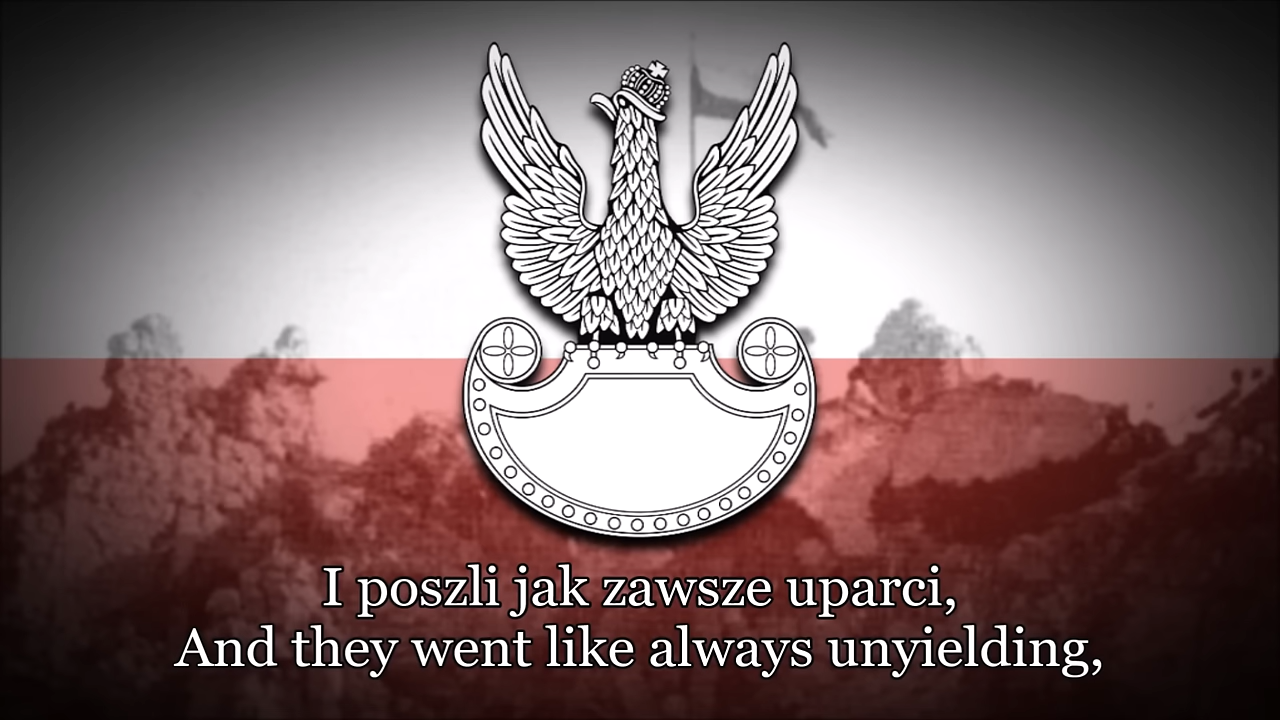 I poszli jak zawsze uparci,
And they went like always unyielding,